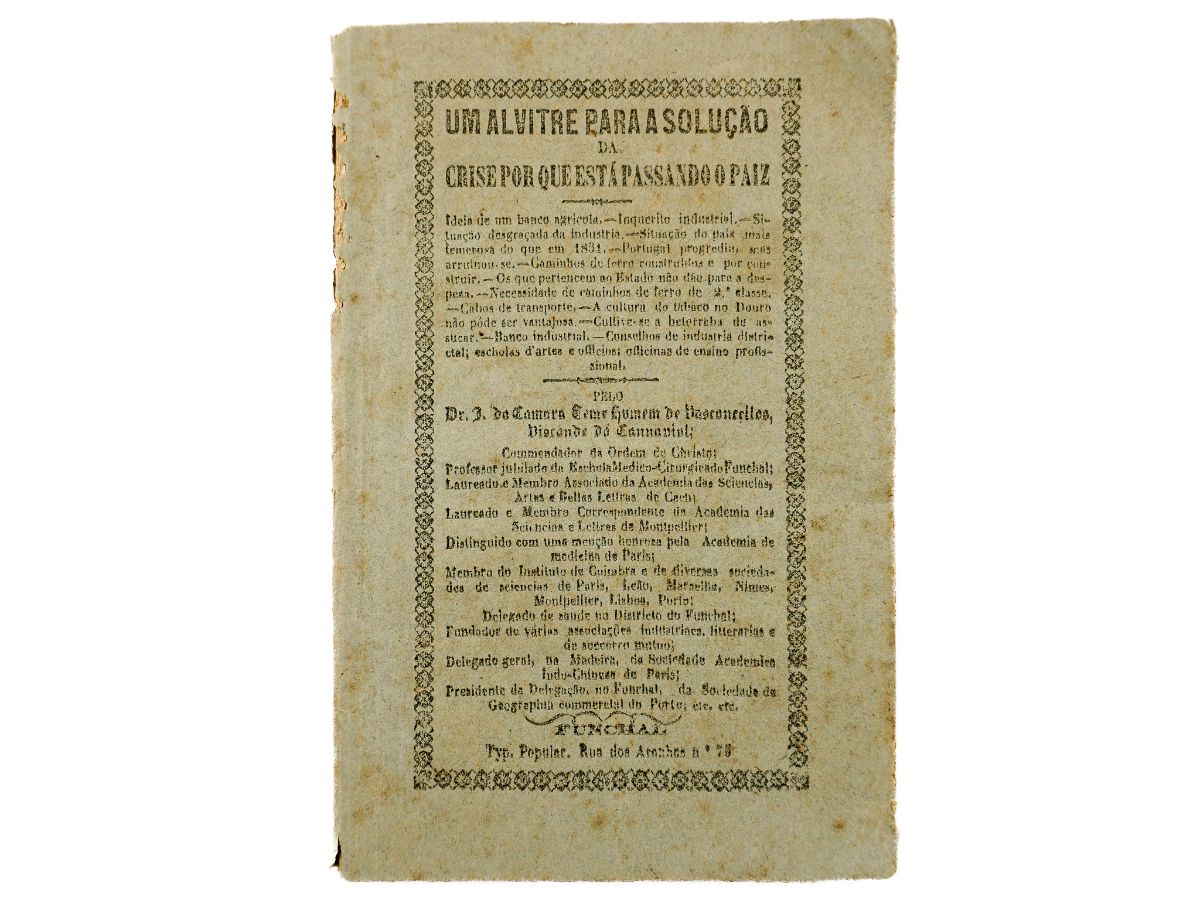 UM ALVITRE PARA A SOLUÇÃO
DA
CRISE POR QUE ESTÁ PASSANDO O PAIZ
Ideia de um banco agricola.—Inquerito industrial.—Si-
tuação desgraçada da industria.—Situação do paiz mais
temerosa do que em 1831.—Portugal progrediu, mas
arruinou-se.—Caminhos de ferro construidos e por con-
struir.—Os que pertencem ao Estado não dão para a des-
peza.—Necessidade de caminhos de ferro de 2.ª classe.
—Cabos de transporte.—A cultura do tabaco no Douro
não póde ser vantajosa.—Cultive-se a beterraba de as-
sucar.—Banco industrial.—Conselhos de industria distri-
ctal; escholas d'artes e officios; officinas de ensino profis-
sional.
PELO
Dr. J. da Camara Leme Homem de Vasconcellos,
Visconde do Cannavial;
Commendador da Ordem de Christo;
Professor jubilado da Eschola Medico-Cirurgica do Funchal;
Laureado e Membro Associado da Academia das Sciencias,
Artes e Bellas Lettras de Caen;
Laureado e Membro Correspondente da Academia das
Sciencias e Lettras de Montpellier;
Distinguido com uma menção honrosa pela Academia de
medicina de Paris;
Membro do Instituto de Coimbra e de diversas socieda-
des de sciencias de Paris, Leão, Marselha, Nimes,
Montpellier, Lisboa, Porto;
Delegado de saude no Districto do Funchal;
Fundador de várias associações industriaes, litterarias e
de soccorro mutuo;
Delegado geral, na Madeira, da Sociedade Academica
Indo-Chineza de Paris;
Presidente da Delegação, no Funchal, da Sociedade de
Geographia commercial do Porto, etc. etc.
FUNCHAL
Typ. Popular, Rua dos Aranhas n.º 75